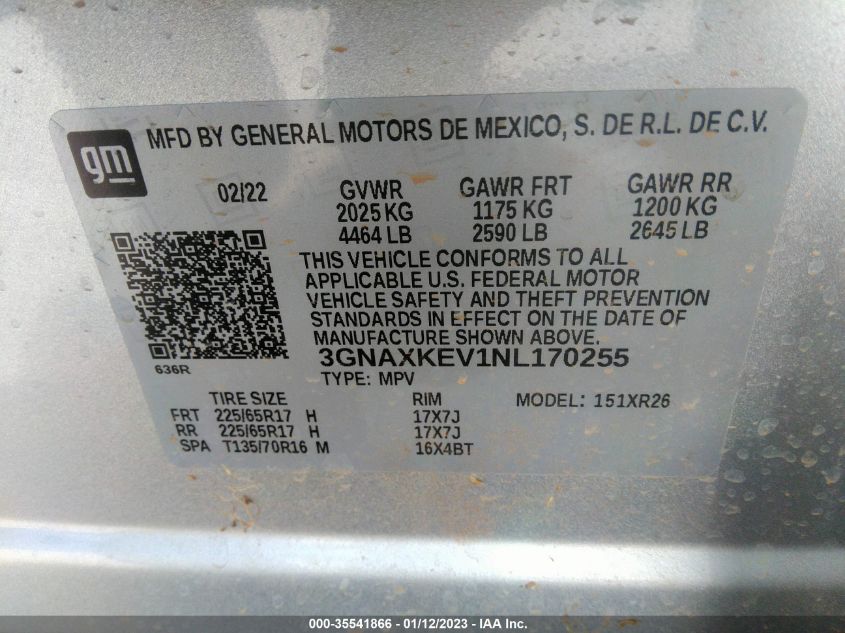 gm
MFD BY GENERAL MOTORS DE MEXICO, S. DE R.L. DE C.V.
02/22 GVWR GAWR FRT GAWR RR
2025 KG 1175 KG 1200 KG
4464 LB 2590 LB 2645 LB
THIS VEHICLE CONFORMS TO ALL
APPLICABLE U.S. FEDERAL MOTOR
VEHICLE SAFETY AND THEFT PREVENTION
STANDARDS IN EFFECT ON THE DATE OF
MANUFACTURE SHOWN ABOVE.
636R
3GNAXKEV1NL170255
TYPE: MPV
TIRE SIZE RIM MODEL: 151XR26
FRT 225/65R17 H 17X7J
RR 225/65R17 H 17X7J
SPA T135/70R16 M 16X4BT
000-35541866 - 01/12/2023 - IAA Inc.